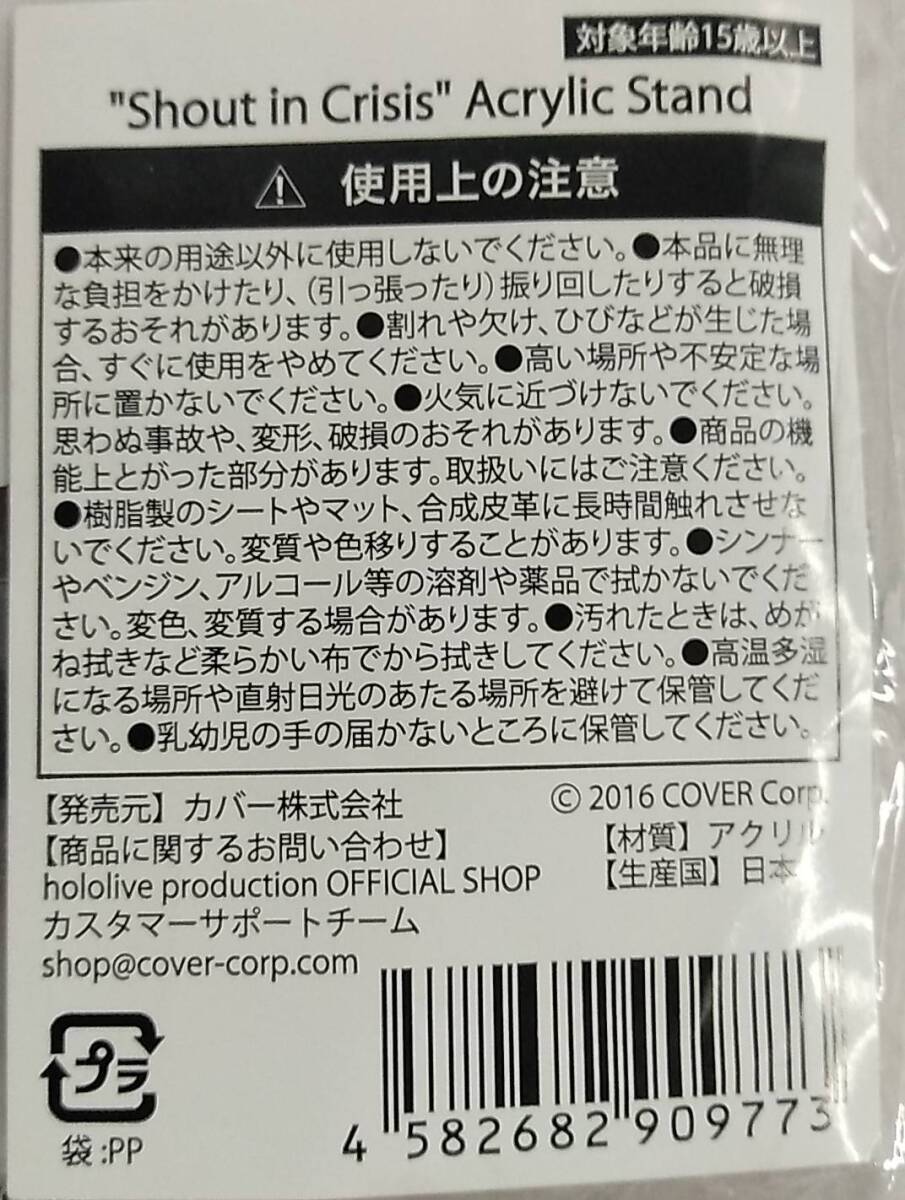 対象年齢15歳以上
"Shout in Crisis" Acrylic Stand
使用上の注意
●本来の用途以外に使用しないでください。●本品に無理
な負担をかけたり、(引っ張ったり)振り回したりすると破損
するおそれがあります。●割れや欠け、ひびなどが生じた場
合、すぐに使用をやめてください。●高い場所や不安定な場
所に置かないでください。●火気に近づけないでください。
思わぬ事故や、変形、破損のおそれがあります。●商品の機
能上とがった部分があります。取扱いにはご注意ください。
●樹脂製のシートやマット、合成皮革に長時間触れさせな
いでください。変質や色移りすることがあります。●シンナー
やベンジン、アルコール等の溶剤や薬品で拭かないでくだ
さい。変色、変質する場合があります。●汚れたときは、めが
ね拭きなど柔らかい布でから拭きしてください。●高温多湿
になる場所や直射日光のあたる場所を避けて保管してくだ
さい。●乳幼児の手の届かないところに保管してください。
【発売元】カバー株式会社
© 2016 COVER Corp.
【商品に関するお問い合わせ】
【材質】アクリル
hololive production OFFICIAL SHOP
【生産国】日本
カスタマーサポートチーム
shop@cover-corp.com
プラ
袋:PP
4 582682 909773